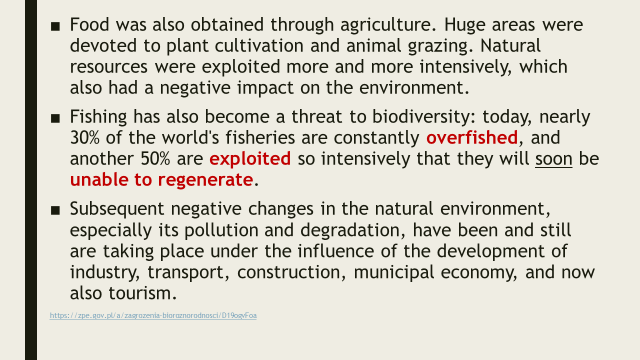 ■ Food was also obtained through agriculture. Huge areas were
devoted to plant cultivation and animal grazing. Natural
resources were exploited more and more intensively, which
also had a negative impact on the environment.
■ Fishing has also become a threat to biodiversity: today, nearly
30% of the world's fisheries are constantly overfished, and
another 50% are exploited so intensively that they will soon be
unable to regenerate.
■ Subsequent negative changes in the natural environment,
especially its pollution and degradation, have been and still
are taking place under the influence of the development of
industry, transport, construction, municipal economy, and now
also tourism.
https://zpe.gov.pl/a/zagrozenia-bioroznorodnosci/D19ogvFoa